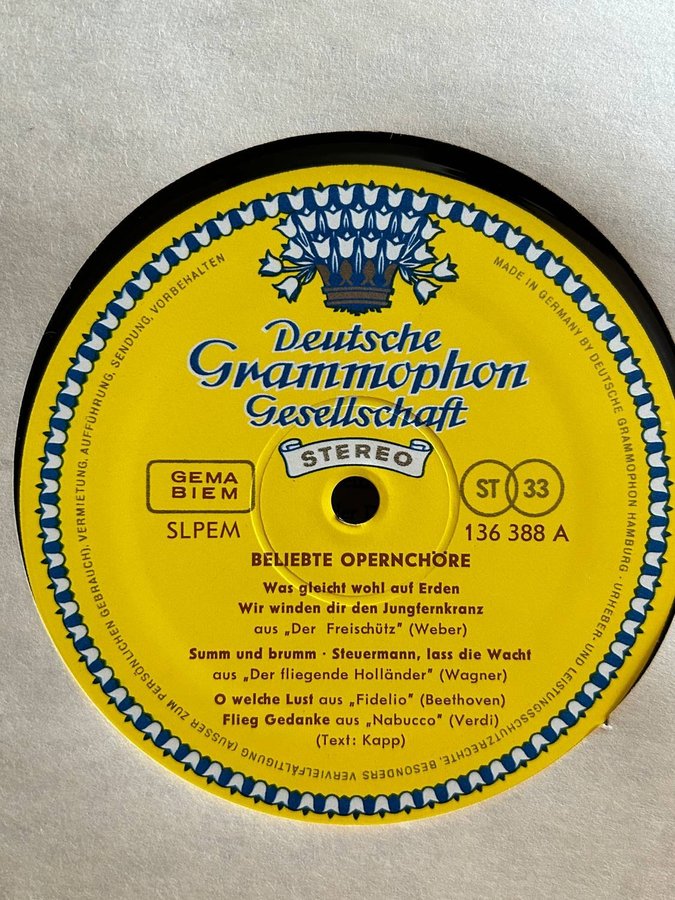 Deutsche
Grammophon
Gesellschaft
STEREO
GEMA
BIEM
SLPEM
ST 33
136 388 A
BELIEBTE OPERNCHÖRE
Was gleicht wohl auf Erden
Wir winden dir den Jungfernkranz
aus „Der Freischütz" (Weber)
Summ und brumm · Steuermann, lass die Wacht
aus „Der fliegende Holländer" (Wagner)
O welche Lust aus „Fidelio" (Beethoven)
Flieg Gedanke aus „Nabucco" (Verdi)
(Text: Kapp)
MADE IN GERMANY BY DEUTSCHE GRAMMOPHON HAMBURG · URHEBER- UND LEISTUNGSSCHUTZRECHTE, BESONDERS VERVIELFÄLTIGUNG (AUSSER ZUM PERSÖNLICHEN GEBRAUCH), VERMIETUNG, AUFFÜHRUNG, SENDUNG, VORBEHALTEN